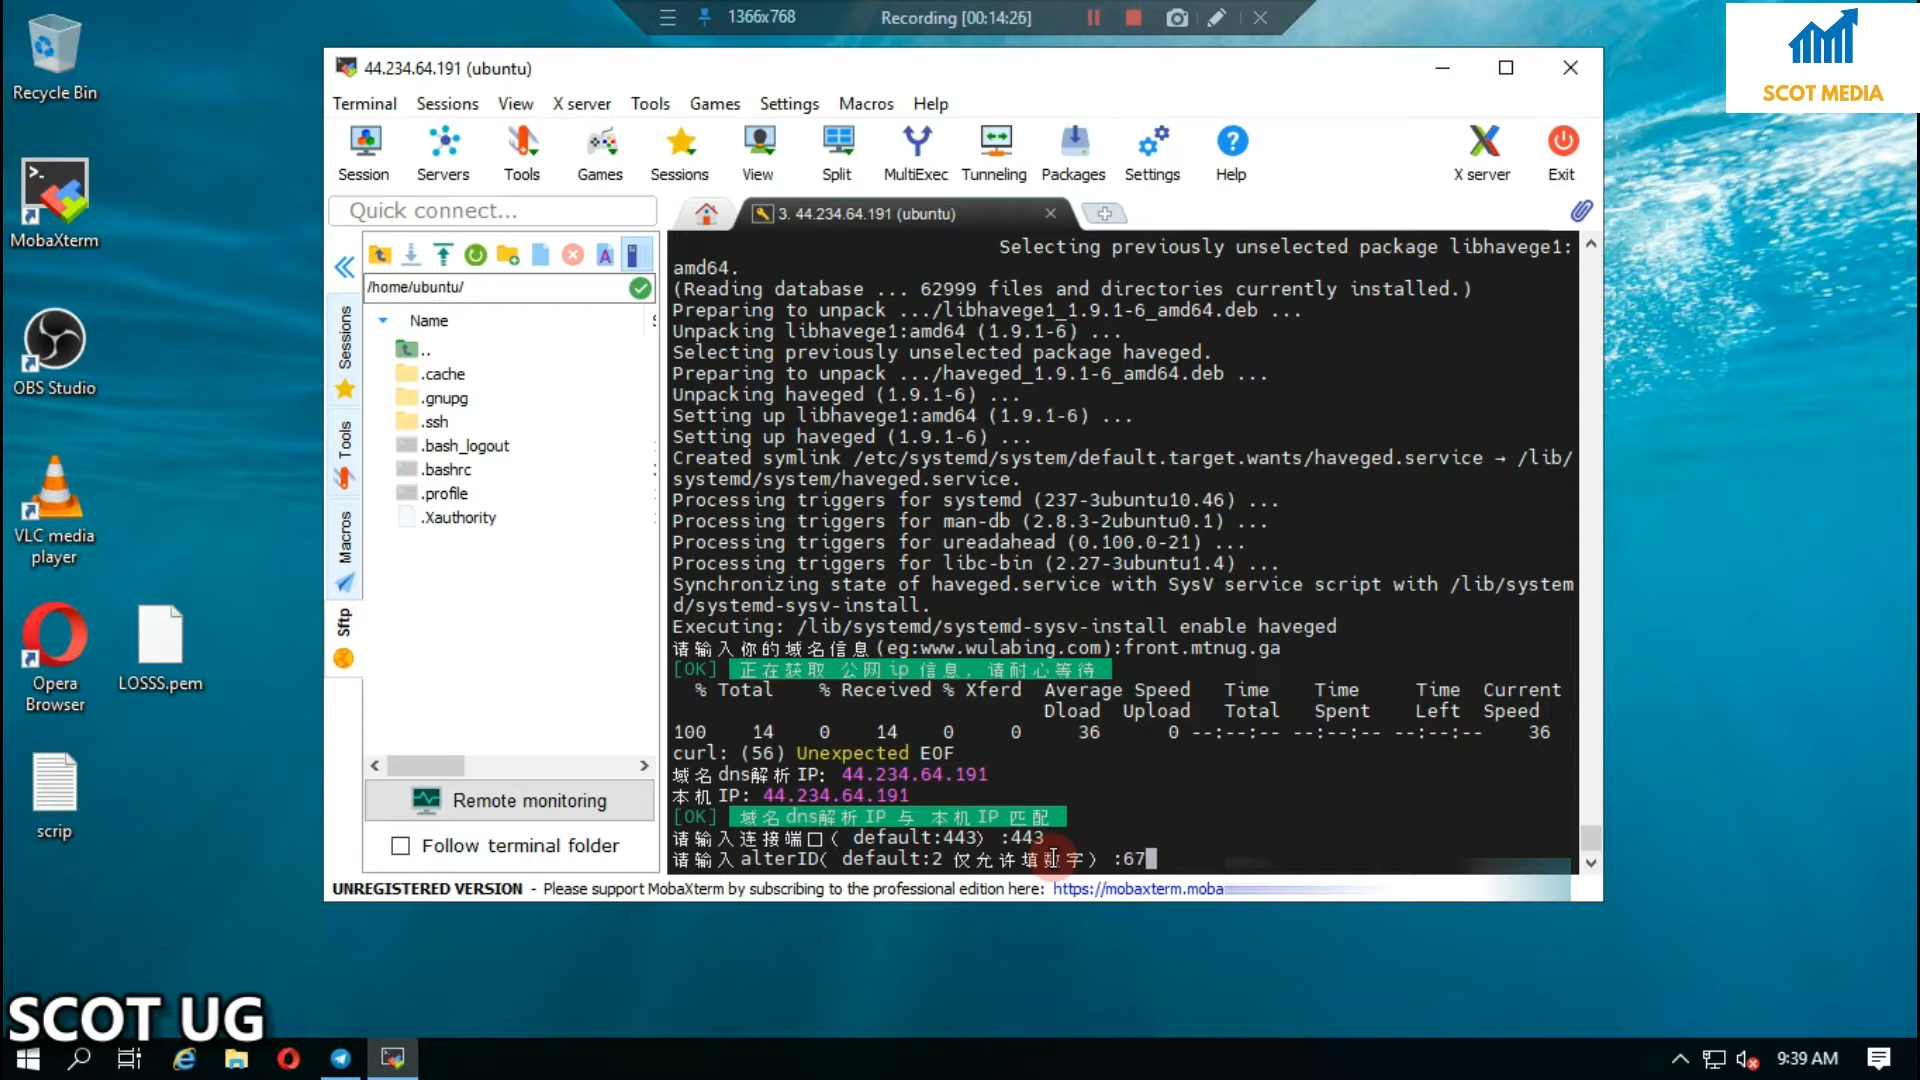 1366x768
Recording [00:14:26]
SCOT MEDIA
Recycle Bin
MobaXterm
OBS Studio
VLC media
player
Opera
Browser
LOSSS.pem
scrip
44.234.64.191 (ubuntu)
Terminal Sessions View X server Tools Games Settings Macros Help
Session Servers Tools Games Sessions View Split MultiExec Tunneling Packages Settings Help X server Exit
Quick connect...
3. 44.234.64.191 (ubuntu)
/home/ubuntu/
Name
..
.cache
.gnupg
.ssh
.bash_logout
.bashrc
.profile
.Xauthority
Sessions
Tools
Macros
Sftp
Remote monitoring
Follow terminal folder
Selecting previously unselected package libhavege1:
amd64.
(Reading database ... 62999 files and directories currently installed.)
Preparing to unpack .../libhavege1_1.9.1-6_amd64.deb ...
Unpacking libhavege1:amd64 (1.9.1-6) ...
Selecting previously unselected package haveged.
Preparing to unpack .../haveged_1.9.1-6_amd64.deb ...
Unpacking haveged (1.9.1-6) ...
Setting up libhavege1:amd64 (1.9.1-6) ...
Setting up haveged (1.9.1-6) ...
Created symlink /etc/systemd/system/default.target.wants/haveged.service → /lib/
systemd/system/haveged.service.
Processing triggers for systemd (237-3ubuntu10.46) ...
Processing triggers for man-db (2.8.3-2ubuntu0.1) ...
Processing triggers for ureadahead (0.100.0-21) ...
Processing triggers for libc-bin (2.27-3ubuntu1.4) ...
Synchronizing state of haveged.service with SysV service script with /lib/system
d/systemd-sysv-install.
Executing: /lib/systemd/systemd-sysv-install enable haveged
请输入你的域名信息(eg:www.wulabing.com):front.mtnug.ga
[OK] 正在获取 公网ip 信息，请耐心等待
% Total % Received % Xferd Average Speed Time Time Time Current
Dload Upload Total Spent Left Speed
100 14 0 14 0 0 36 0 --:--:-- --:--:-- --:--:-- 36
curl: (56) Unexpected EOF
域名dns解析IP: 44.234.64.191
本机IP: 44.234.64.191
[OK] 域名dns解析IP 与 本机IP 匹配
请输入连接端口（ default:443）:443
请输入alterID（ default:2 仅允许填数字）:67
UNREGISTERED VERSION - Please support MobaXterm by subscribing to the professional edition here: https://mobaxterm.moba
SCOT UG
9:39 AM